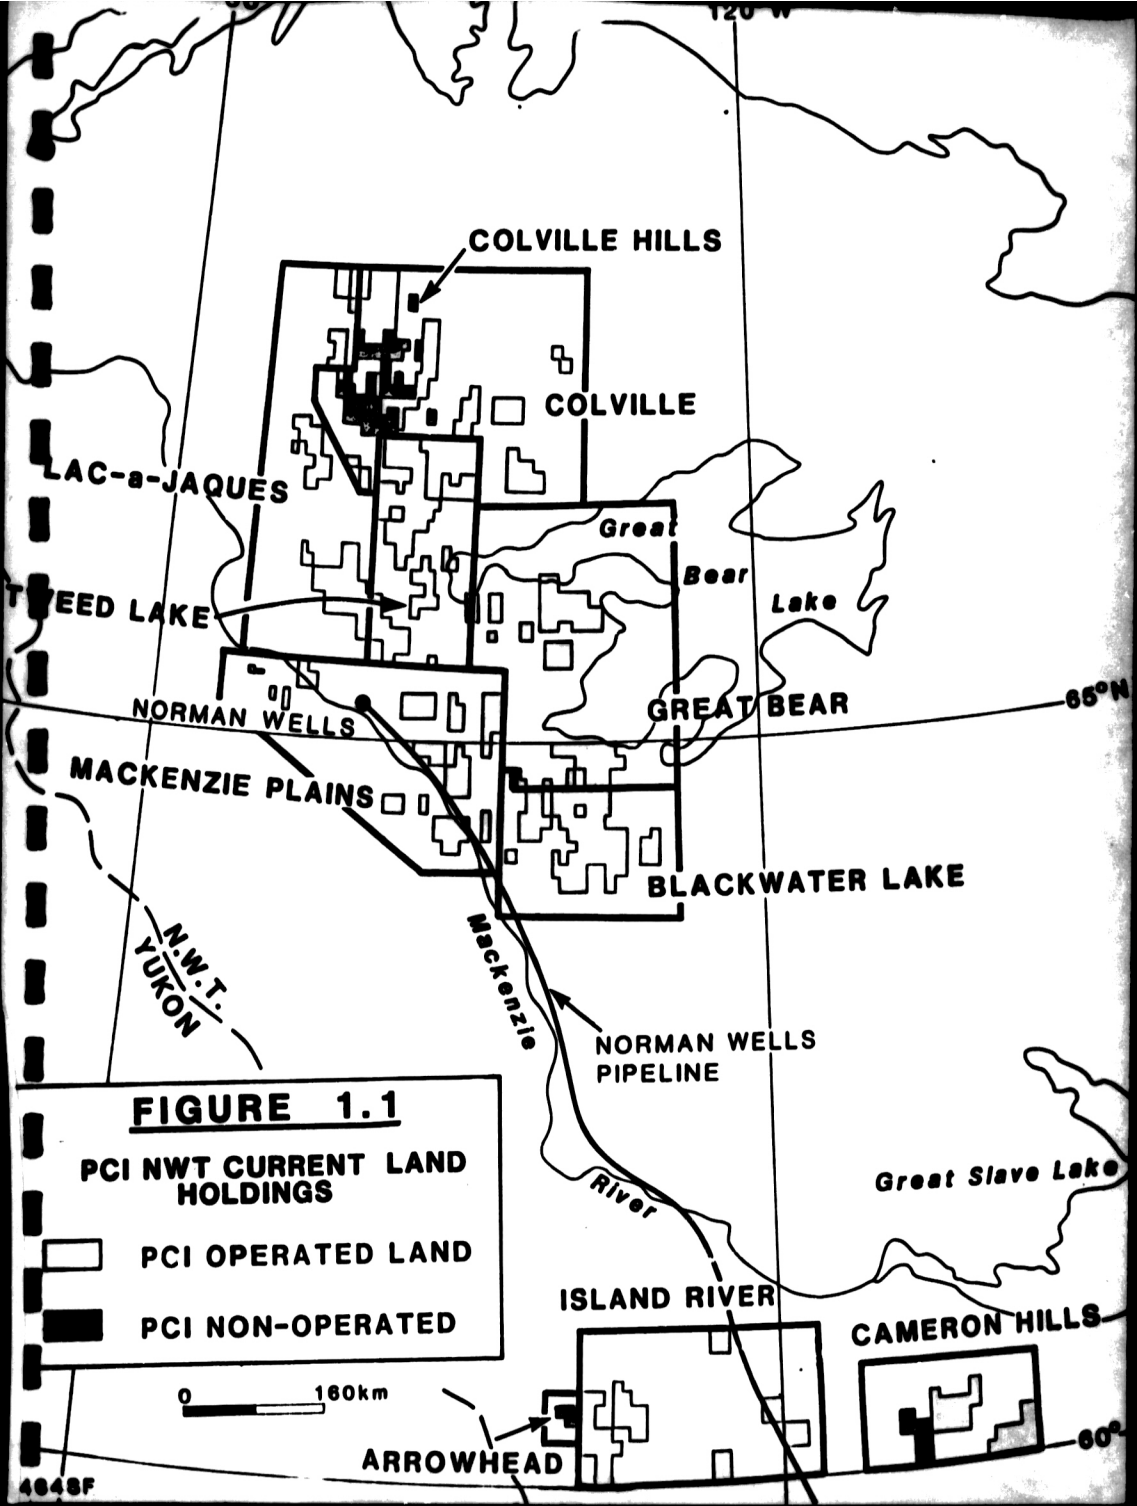 120° W
COLVILLE HILLS
COLVILLE
LAC-a-JAQUES
Great
Bear
Lake
TWEED LAKE
65°N
GREAT BEAR
NORMAN WELLS
MACKENZIE PLAINS
BLACKWATER LAKE
N.W.T.
YUKON
Mackenzie
NORMAN WELLS
PIPELINE
FIGURE 1.1
PCI NWT CURRENT LAND
HOLDINGS
PCI OPERATED LAND
PCI NON-OPERATED
River
Great Slave Lake
ISLAND RIVER
CAMERON HILLS
0 160km
ARROWHEAD
60°
4648F